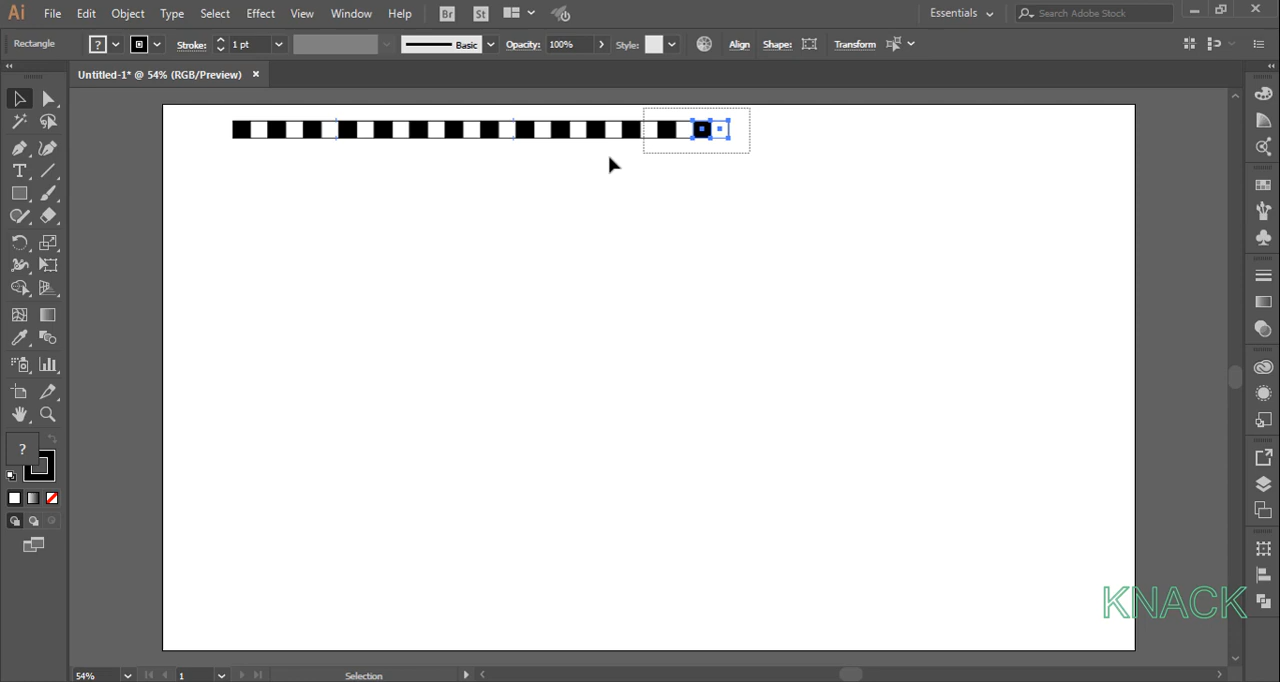 Ai File Edit Object Type Select Effect View Window Help Br St Essentials Search Adobe Stock
Rectangle ? Stroke: 1 pt Basic Opacity: 100% Style: Align Shape: Transform
Untitled-1* @ 54% (RGB/Preview) ×
T
?
KNACK
54% 1 Selection